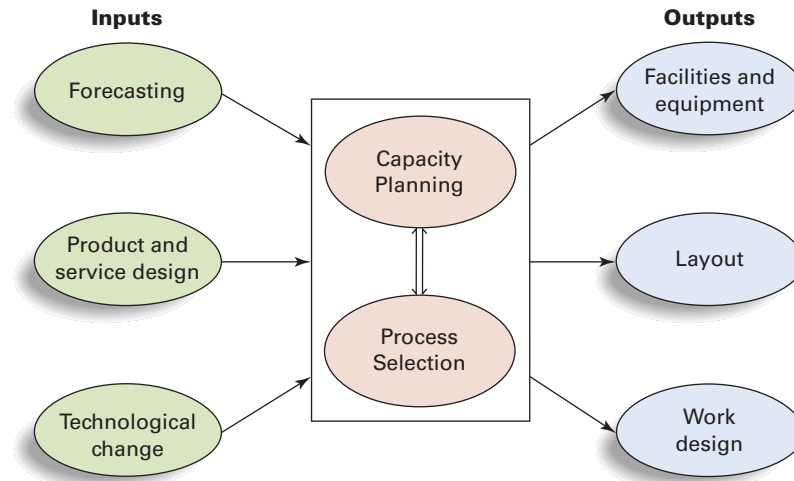 Inputs
Outputs
Forecasting
Product and
service design
Technological
change
Capacity
Planning
Process
Selection
Facilities and
equipment
Layout
Work
design